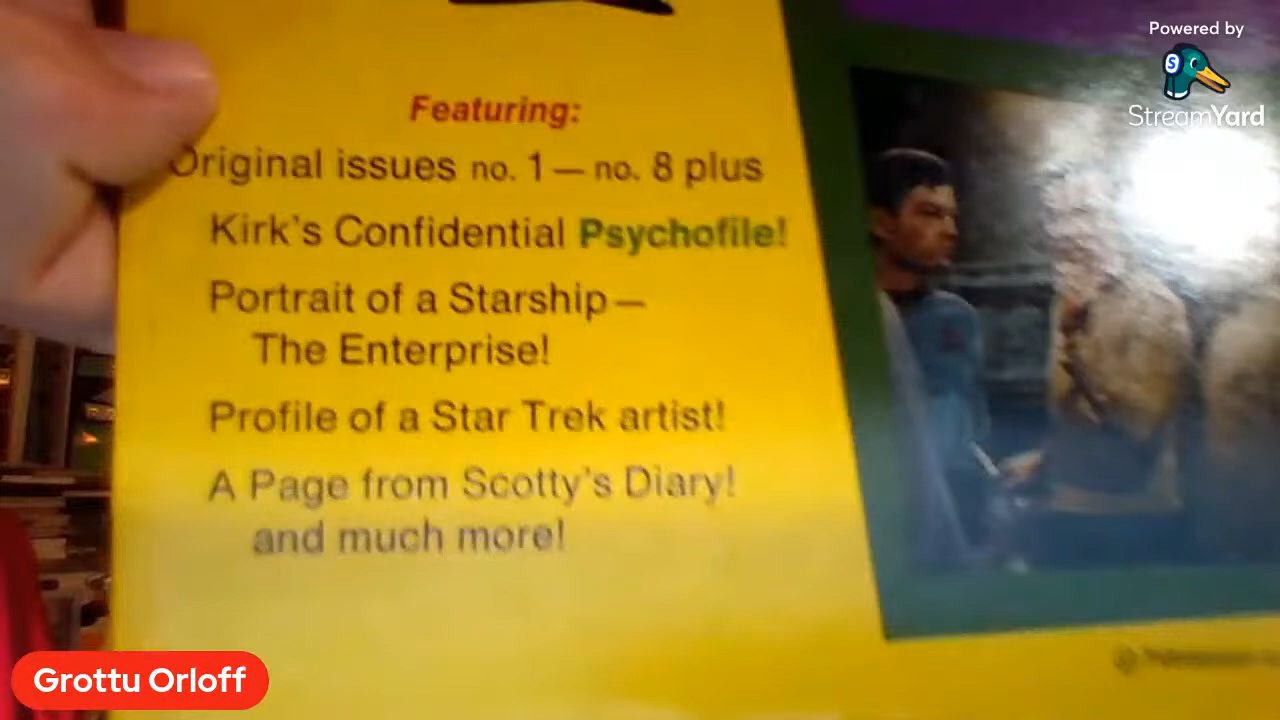 Powered by
StreamYard
Featuring:
Original issues no. 1 — no. 8 plus
Kirk's Confidential Psychofile!
Portrait of a Starship —
The Enterprise!
Profile of a Star Trek artist!
A Page from Scotty's Diary!
and much more!
Grottu Orloff